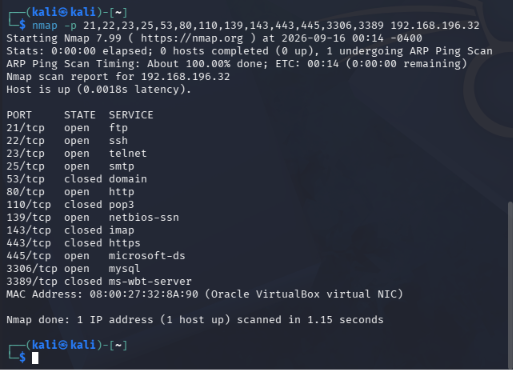 ┌──(kali㉿kali)-[~]
└─$ nmap -p 21,22,23,25,53,80,110,139,143,443,445,3306,3389 192.168.196.32
Starting Nmap 7.99 ( https://nmap.org ) at 2026-09-16 00:14 -0400
Stats: 0:00:00 elapsed; 0 hosts completed (0 up), 1 undergoing ARP Ping Scan
ARP Ping Scan Timing: About 100.00% done; ETC: 00:14 (0:00:00 remaining)
Nmap scan report for 192.168.196.32
Host is up (0.0018s latency).

PORT     STATE  SERVICE
21/tcp   open   ftp
22/tcp   open   ssh
23/tcp   open   telnet
25/tcp   open   smtp
53/tcp   closed domain
80/tcp   open   http
110/tcp  closed pop3
139/tcp  open   netbios-ssn
143/tcp  closed imap
443/tcp  closed https
445/tcp  open   microsoft-ds
3306/tcp open   mysql
3389/tcp closed ms-wbt-server
MAC Address: 08:00:27:32:8A:90 (Oracle VirtualBox virtual NIC)

Nmap done: 1 IP address (1 host up) scanned in 1.15 seconds

┌──(kali㉿kali)-[~]
└─$